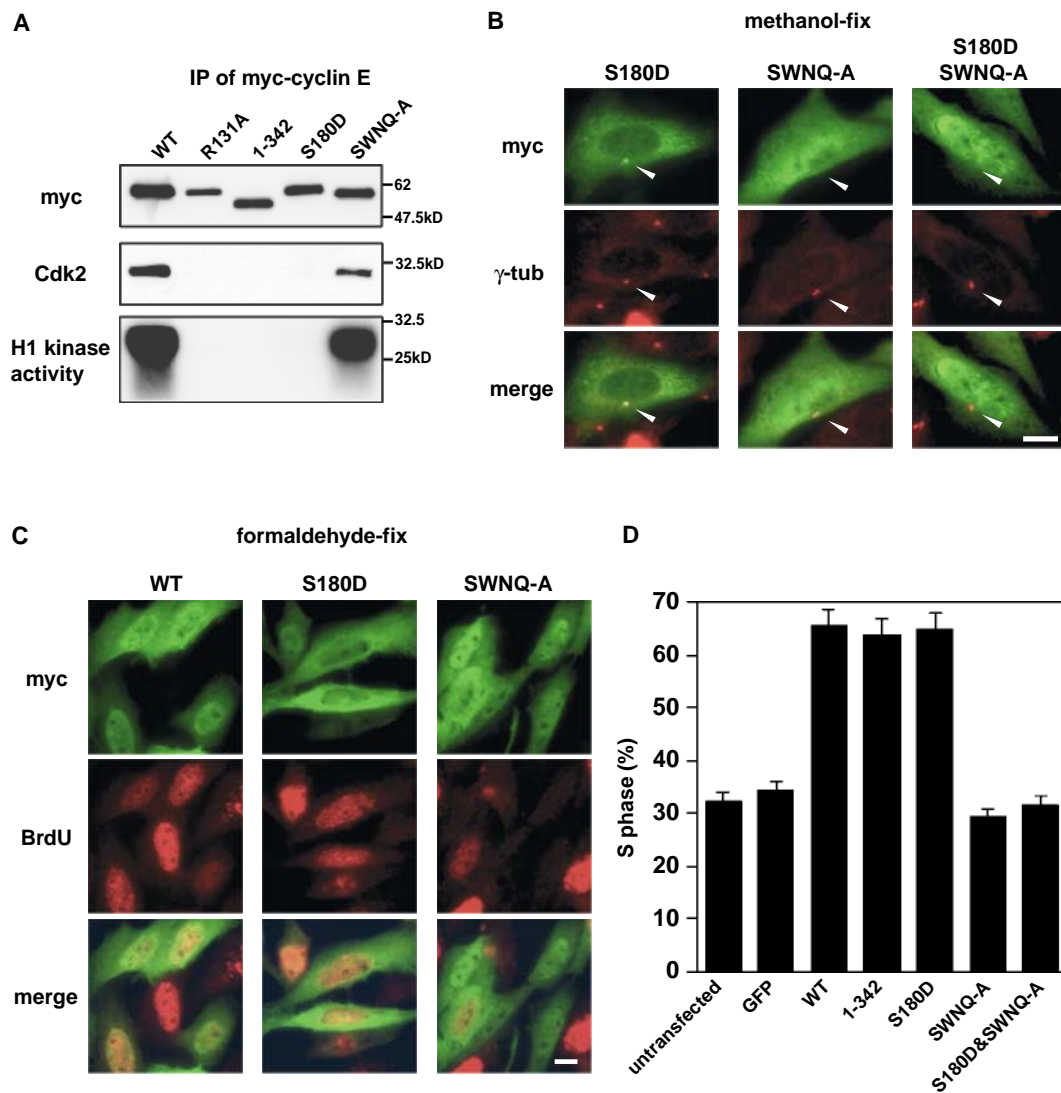 A
IP of myc-cyclin E
WT
R131A
1-342
S180D
SWNQ-A
myc
62
47.5kD
Cdk2
32.5kD
H1 kinase
activity
32.5
25kD
B
methanol-fix
S180D
SWNQ-A
S180D
SWNQ-A
myc
γ-tub
merge
C
formaldehyde-fix
WT
S180D
SWNQ-A
myc
BrdU
merge
D
S phase (%)
70
60
50
40
30
20
10
0
untransfected
GFP
WT
1-342
S180D
SWNQ-A
S180D&SWNQ-A